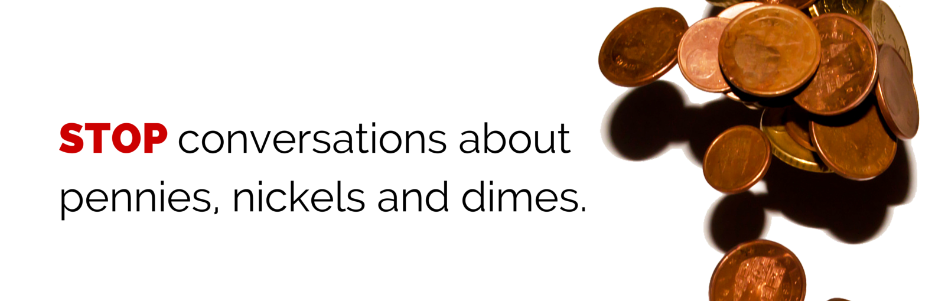 STOP conversations about
pennies, nickels and dimes.